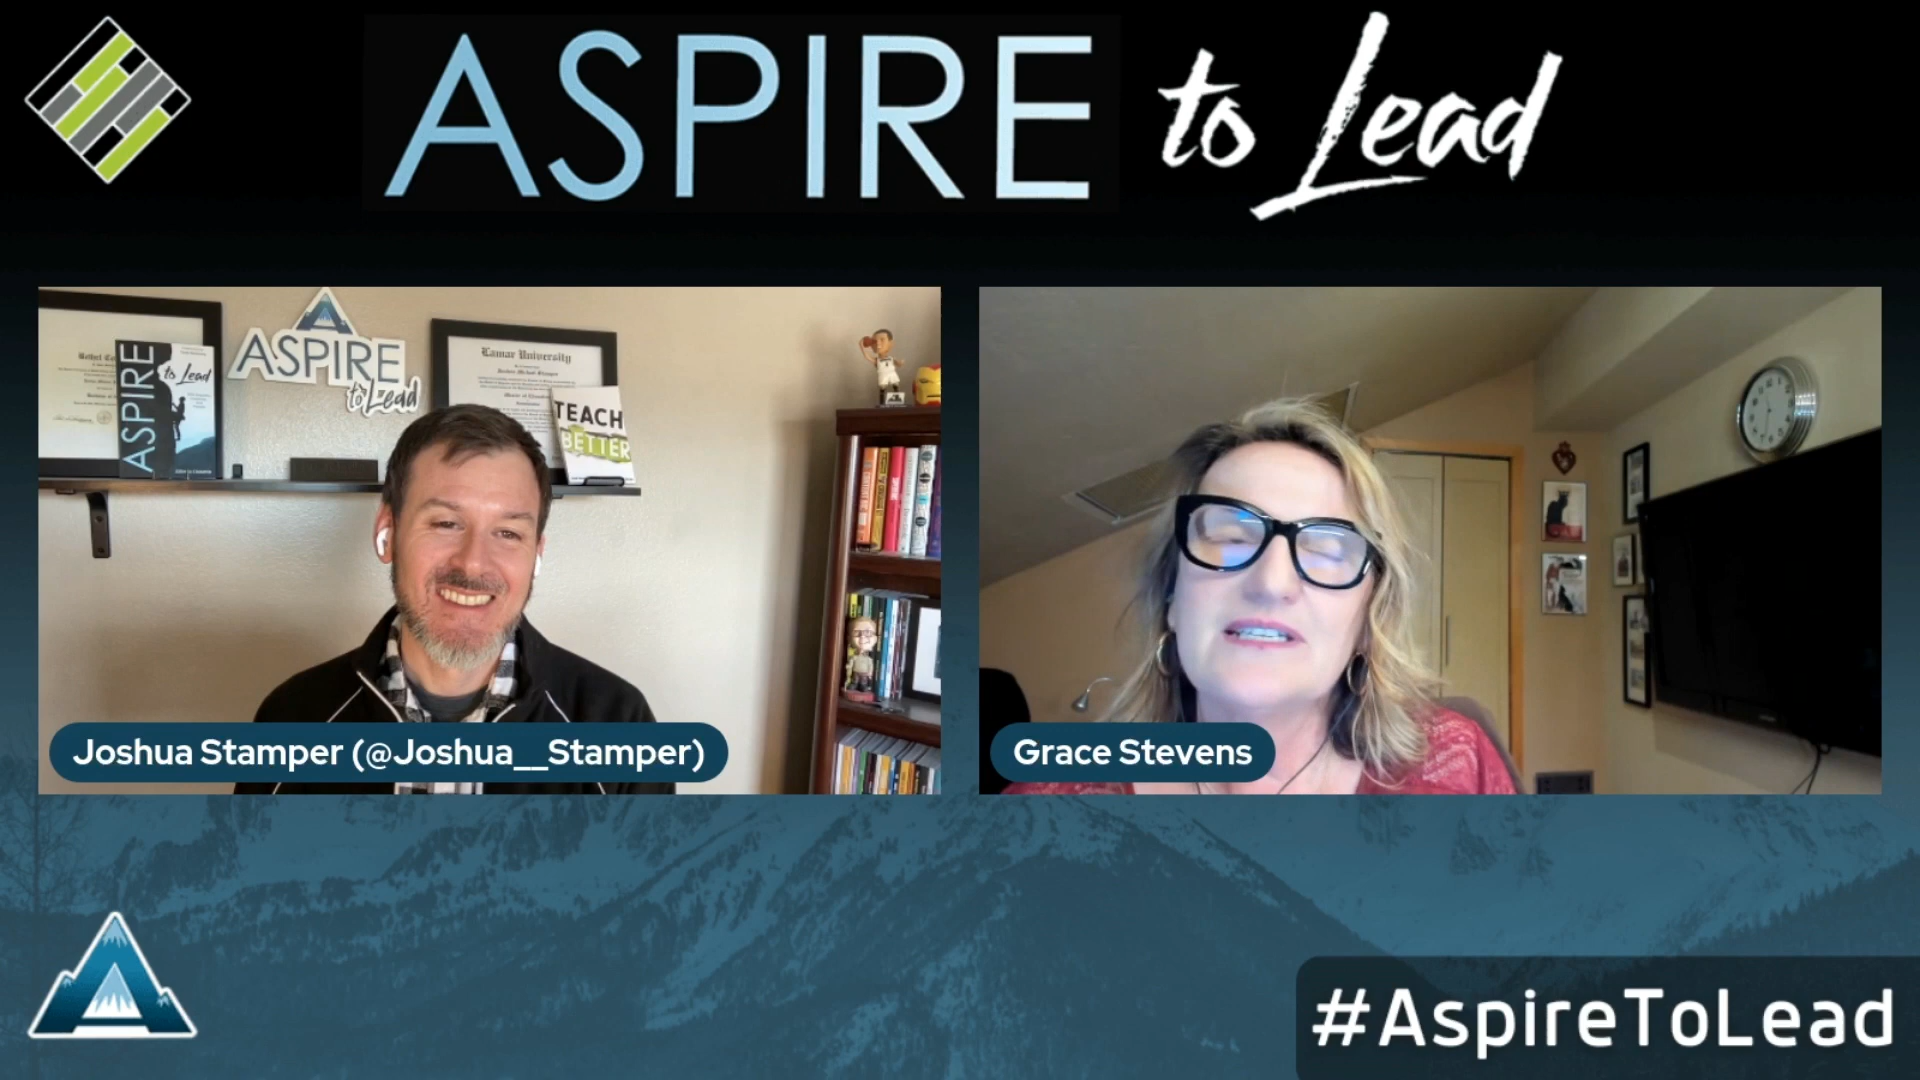 ASPIRE to Lead
ASPIRE
to Lead
ASPIRE
to Lead
Lamar University
TEACH
BETTER
Joshua Stamper (@Joshua__Stamper)
Grace Stevens
#AspireToLead